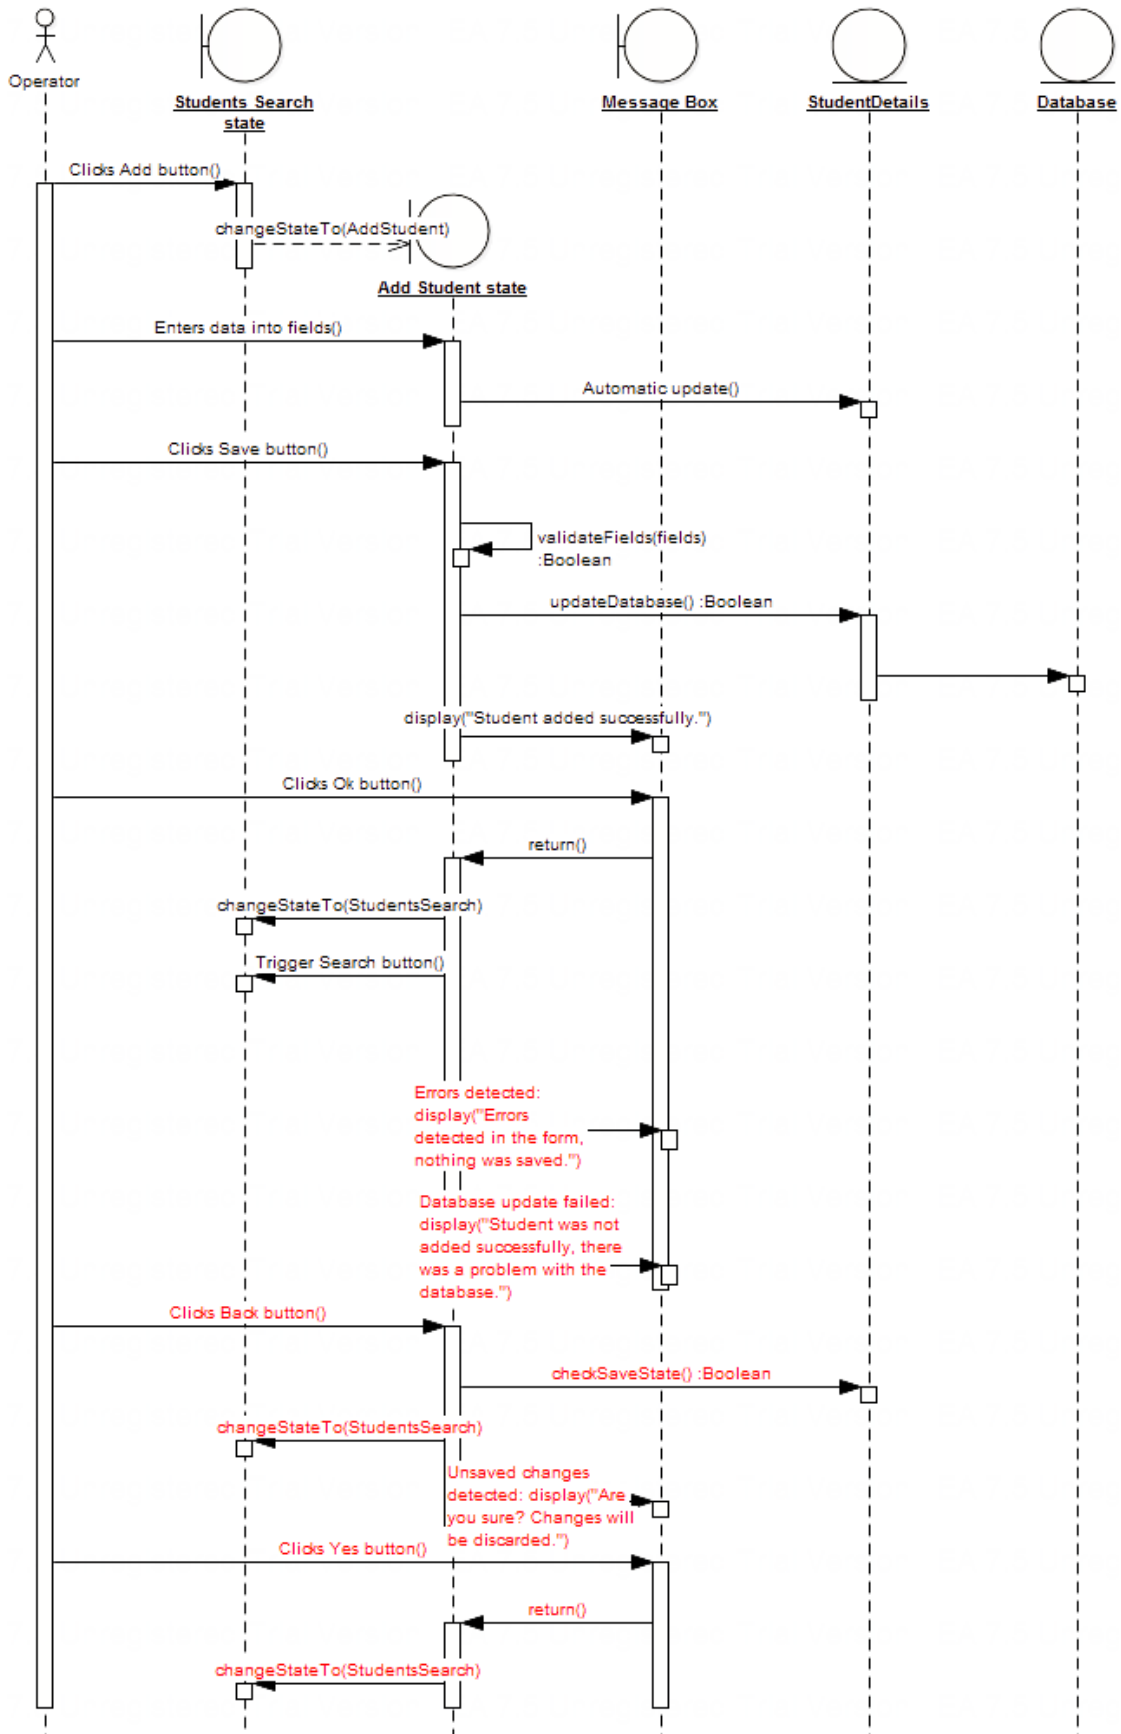 Operator
Students Search
state
Message Box
StudentDetails
Database
Clicks Add button()
changeStateTo(AddStudent)
Add Student state
Enters data into fields()
Automatic update()
Clicks Save button()
validateFields(fields)
:Boolean
updateDatabase() :Boolean
display("Student added successfully.")
Clicks Ok button()
return()
changeStateTo(StudentsSearch)
Trigger Search button()
Errors detected:
display("Errors
detected in the form,
nothing was saved.")
Database update failed:
display("Student was not
added successfully, there
was a problem with the
database.")
Clicks Back button()
checkSaveState() :Boolean
changeStateTo(StudentsSearch)
Unsaved changes
detected: display("Are
you sure? Changes will
be discarded.")
Clicks Yes button()
return()
changeStateTo(StudentsSearch)